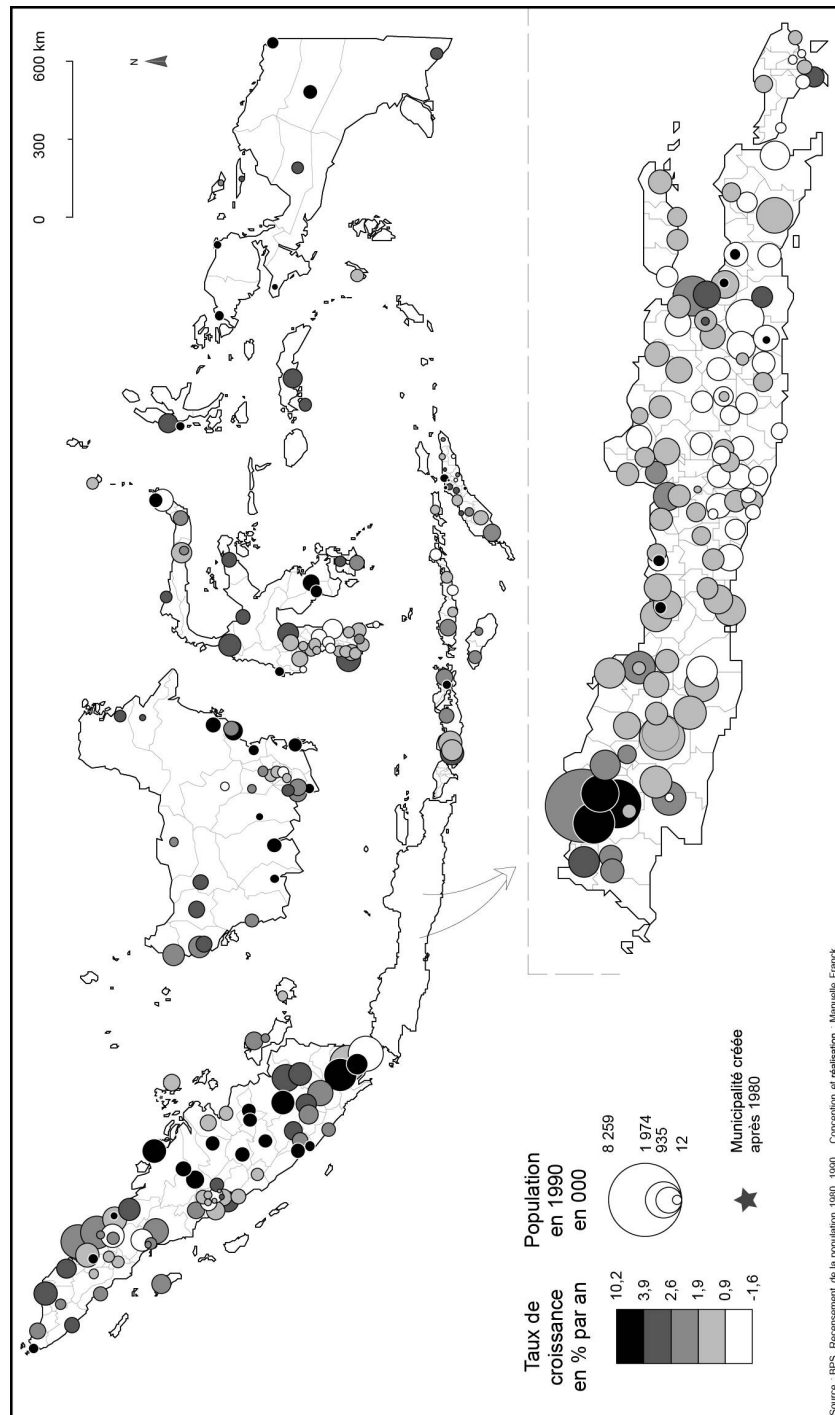 0 300 600 km
N
Taux de
croissance
en % par an
10,2
3,9
2,6
1,9
0,9
-1,6
Population
en 1990
en 000
8 259
1 974
935
12
Municipalité créée
après 1980
Source : BPS, Recensement de la population 1980, 1990 Conception et réalisation : Manuelle Franck